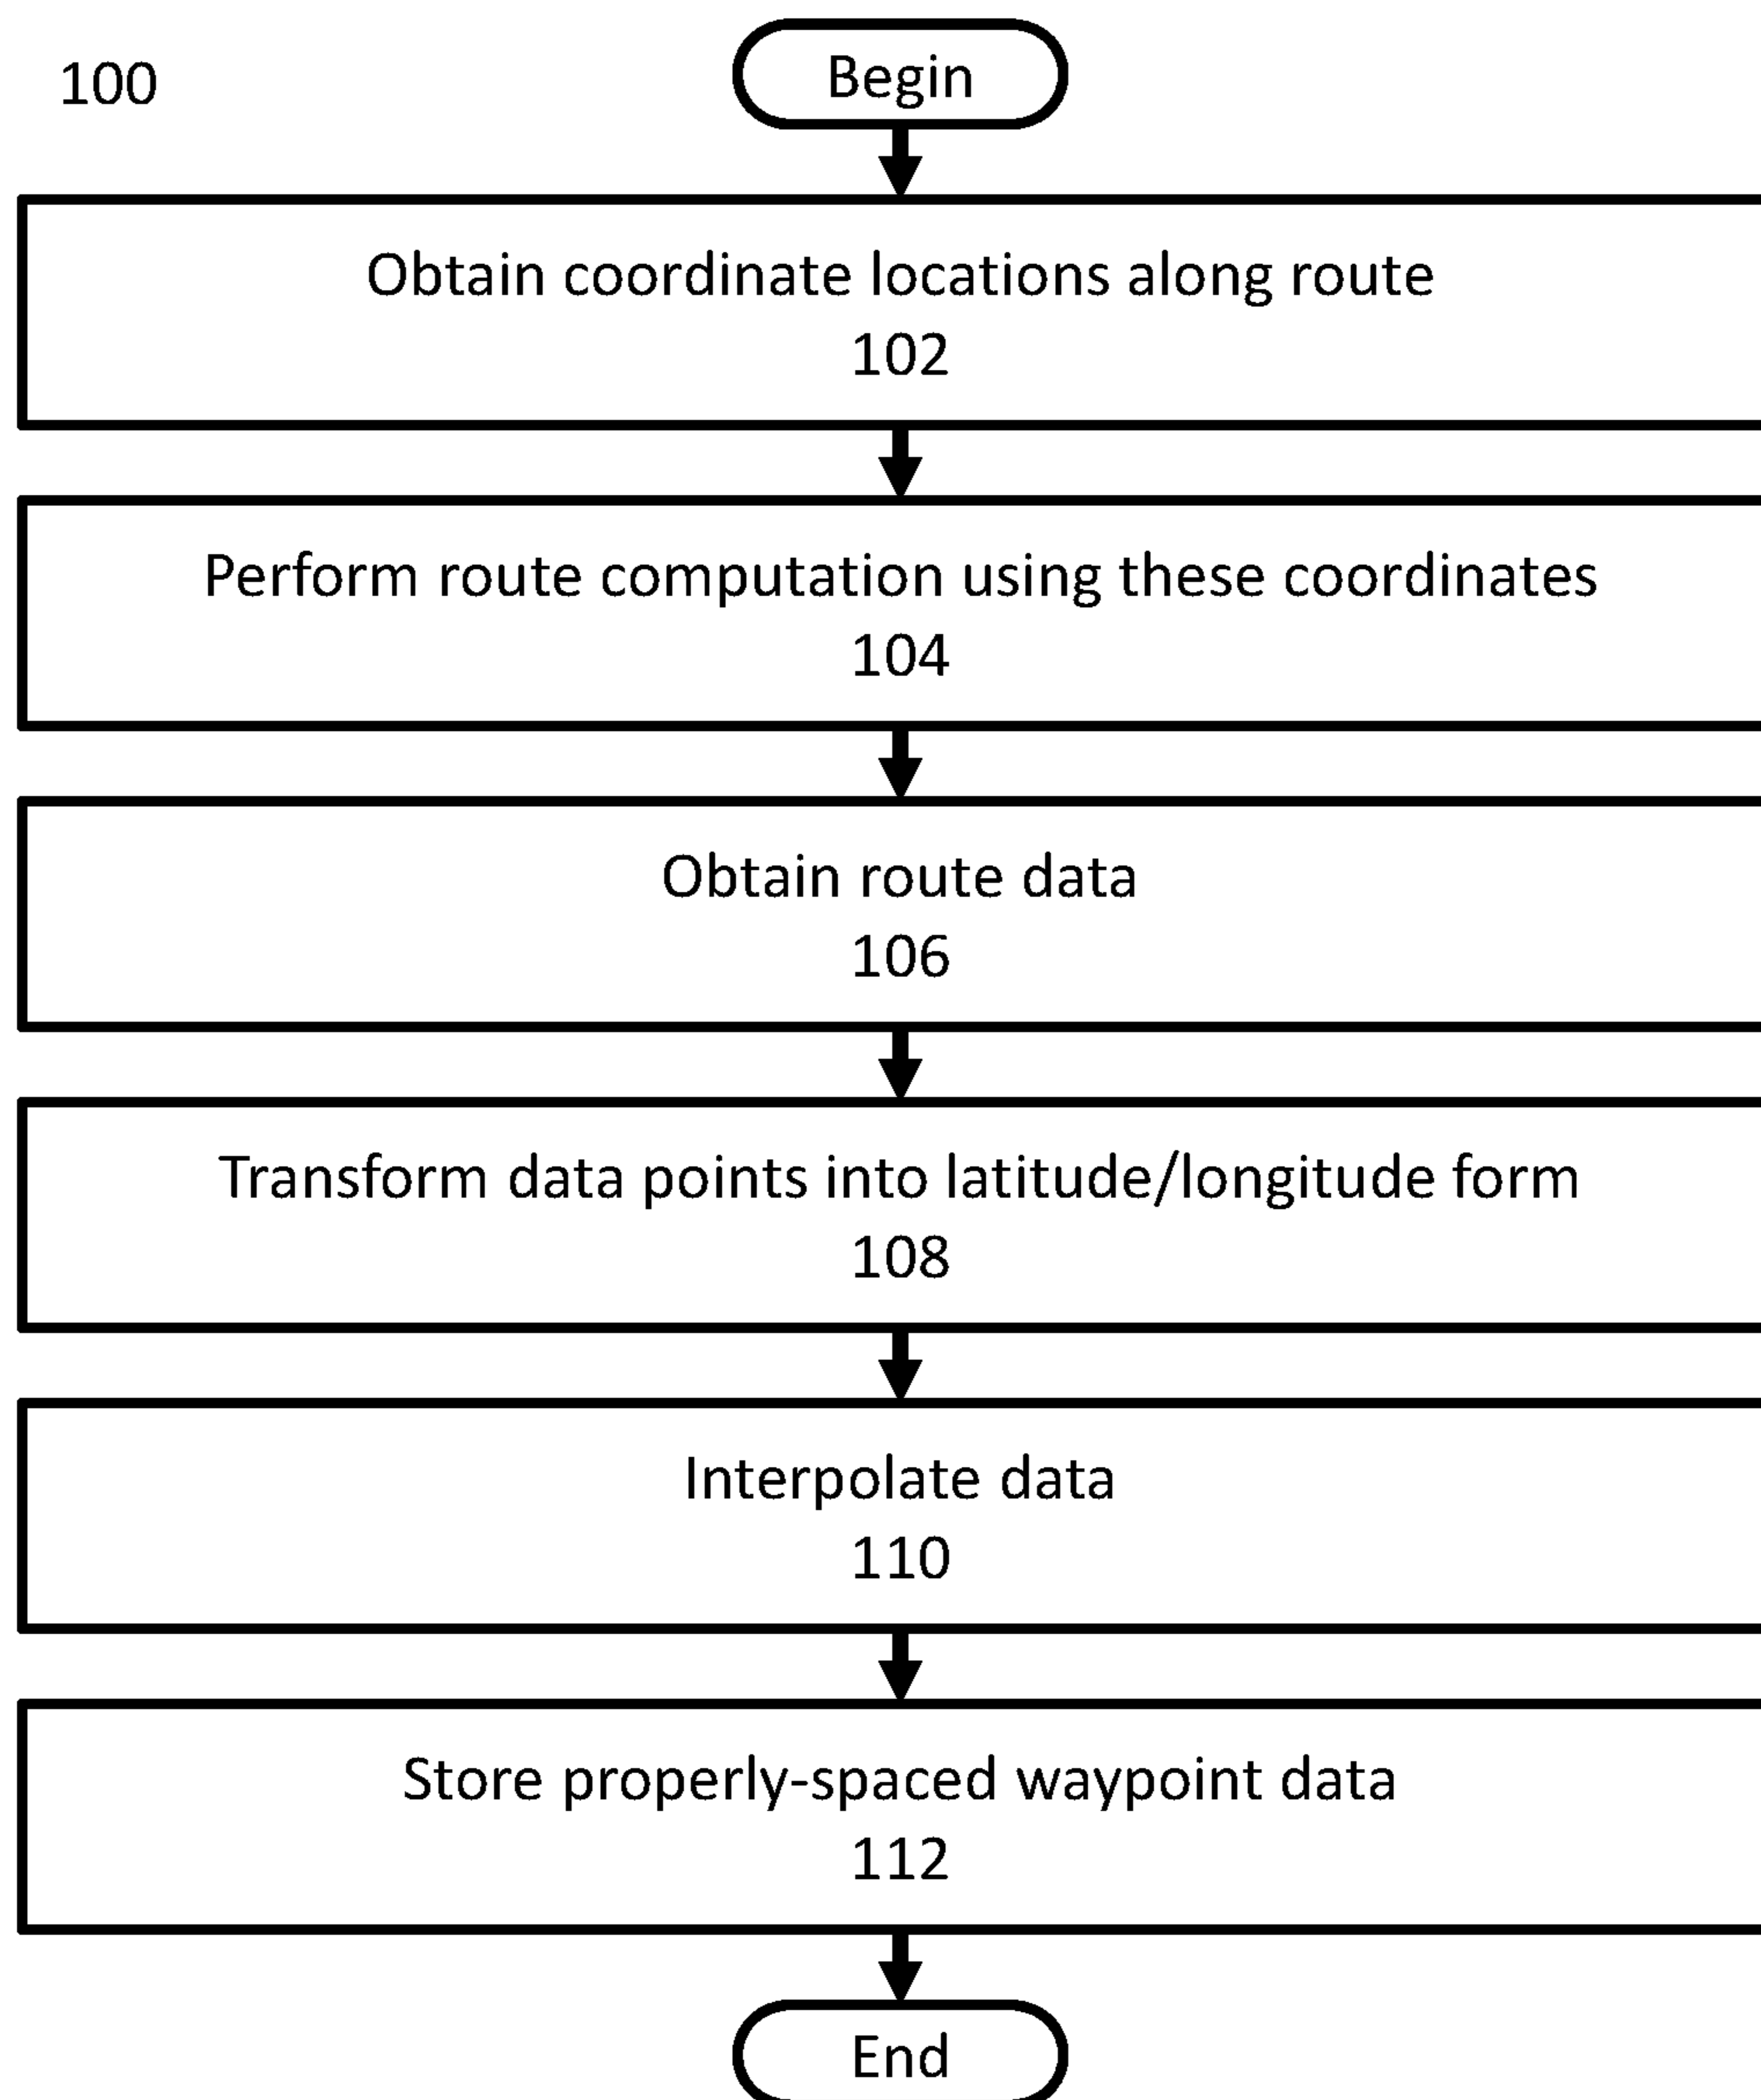 100
Begin
Obtain coordinate locations along route
102
Perform route computation using these coordinates
104
Obtain route data
106
Transform data points into latitude/longitude form
108
Interpolate data
110
Store properly-spaced waypoint data
112
End